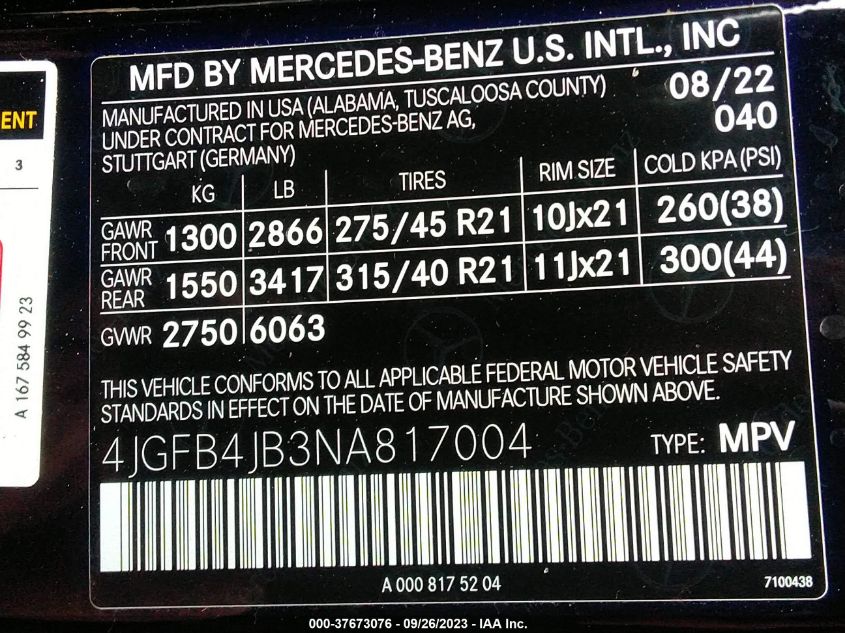 MFD BY MERCEDES-BENZ U.S. INTL., INC
MANUFACTURED IN USA (ALABAMA, TUSCALOOSA COUNTY) 08/22
UNDER CONTRACT FOR MERCEDES-BENZ AG, 040
STUTTGART (GERMANY)
KG LB TIRES RIM SIZE COLD KPA (PSI)
GAWR FRONT 1300 2866 275/45 R21 10Jx21 260(38)
GAWR REAR 1550 3417 315/40 R21 11Jx21 300(44)
GVWR 2750 6063
THIS VEHICLE CONFORMS TO ALL APPLICABLE FEDERAL MOTOR VEHICLE SAFETY
STANDARDS IN EFFECT ON THE DATE OF MANUFACTURE SHOWN ABOVE.
4JGFB4JB3NA817004 TYPE: MPV
A 000 817 52 04 7100438
ENT
3
A 167 584 99 23
000-37673076 - 09/26/2023 - IAA Inc.